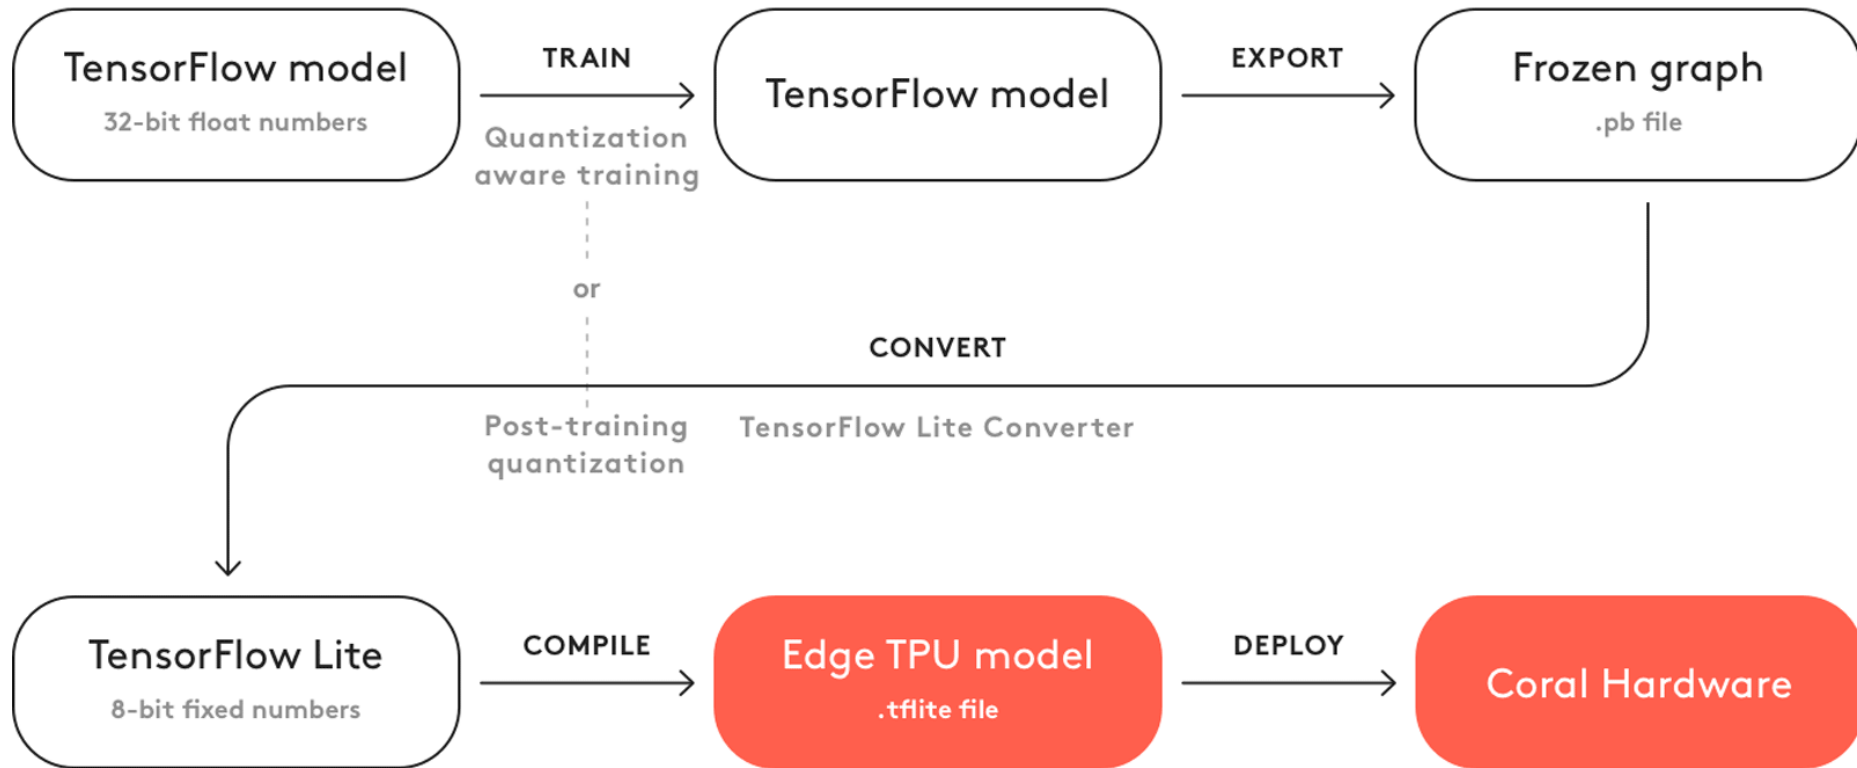 TensorFlow model
32-bit float numbers
TRAIN
Quantization
aware training
or
Post-training
quantization
TensorFlow model
EXPORT
Frozen graph
.pb file
CONVERT
TensorFlow Lite Converter
TensorFlow Lite
8-bit fixed numbers
COMPILE
Edge TPU model
.tflite file
DEPLOY
Coral Hardware